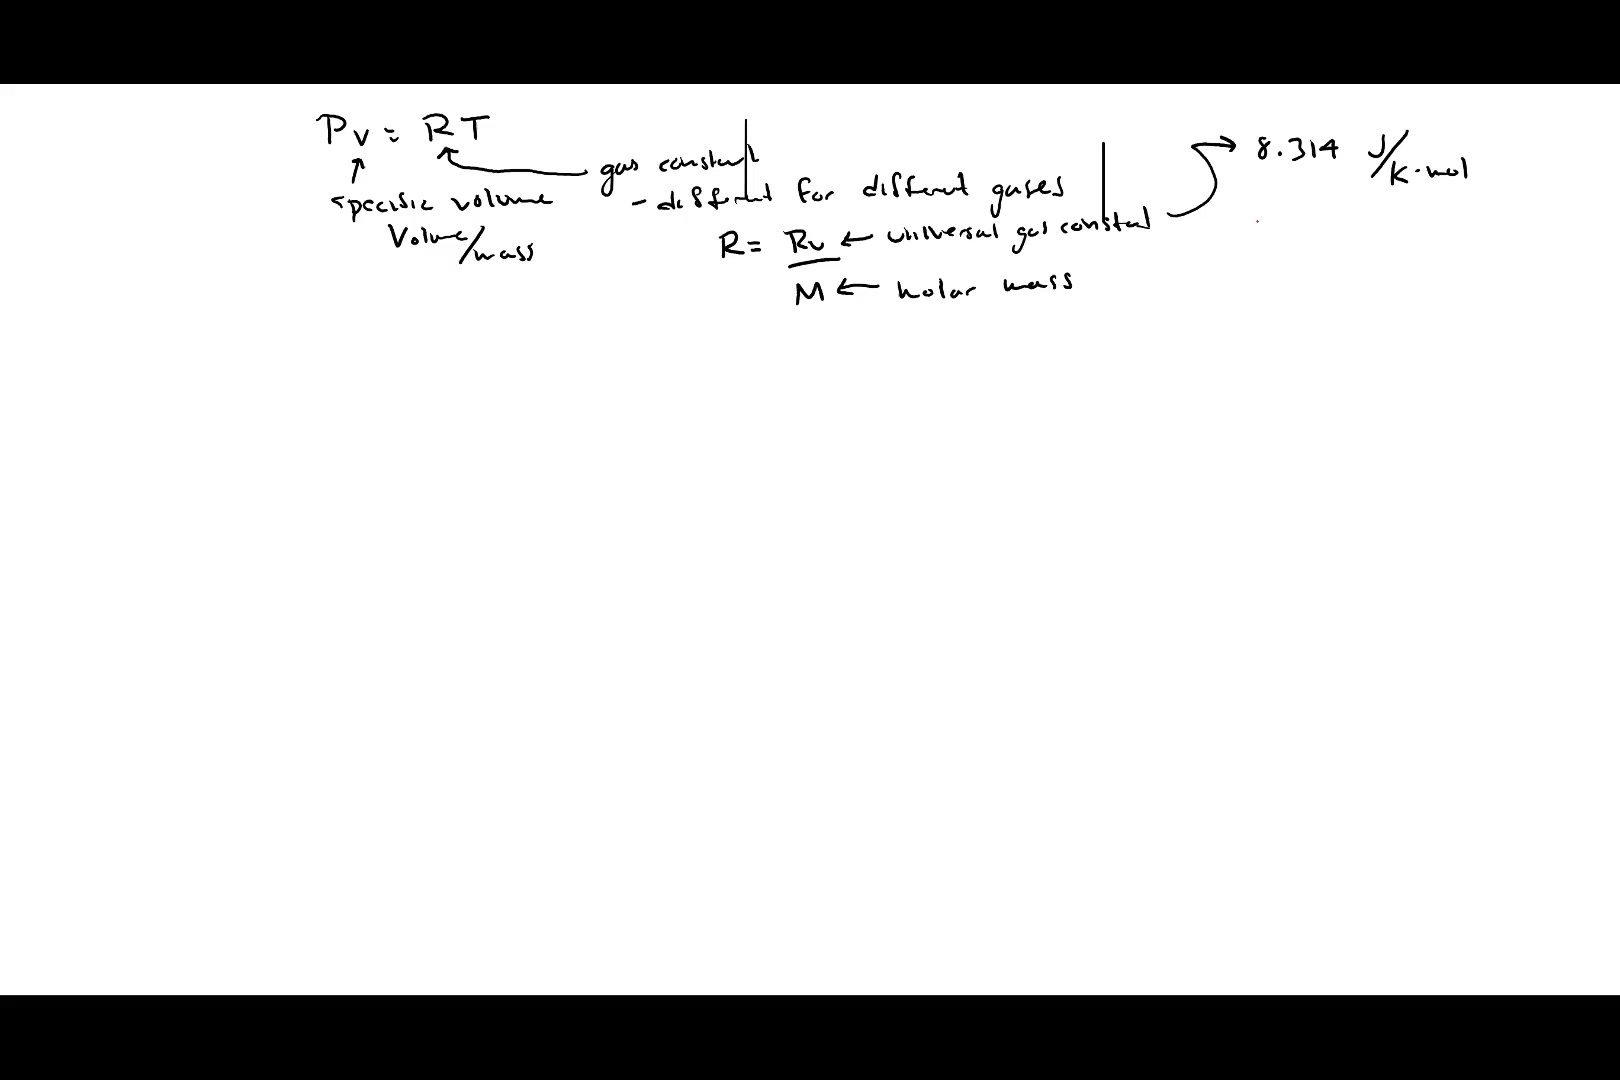 Pv = RT
gas constant
- different for different gases
specific volume
Volume/mass
R = Ru ← universal gas constant → 8.314 J/K·mol
M ← molar mass